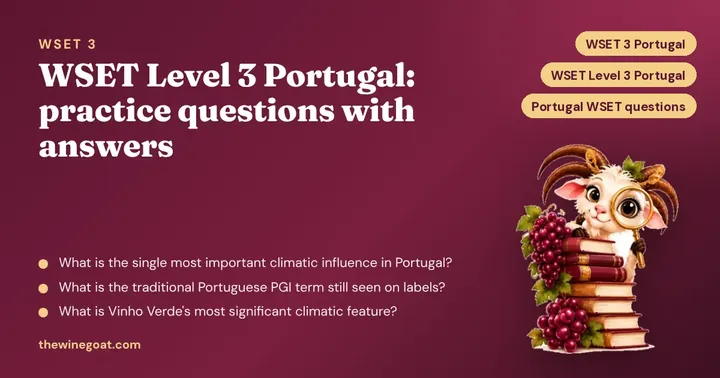 WSET 3
WSET Level 3 Portugal:
practice questions with
answers
WSET 3 Portugal
WSET Level 3 Portugal
Portugal WSET questions
What is the single most important climatic influence in Portugal?
What is the traditional Portuguese PGI term still seen on labels?
What is Vinho Verde's most significant climatic feature?
thewinegoat.com